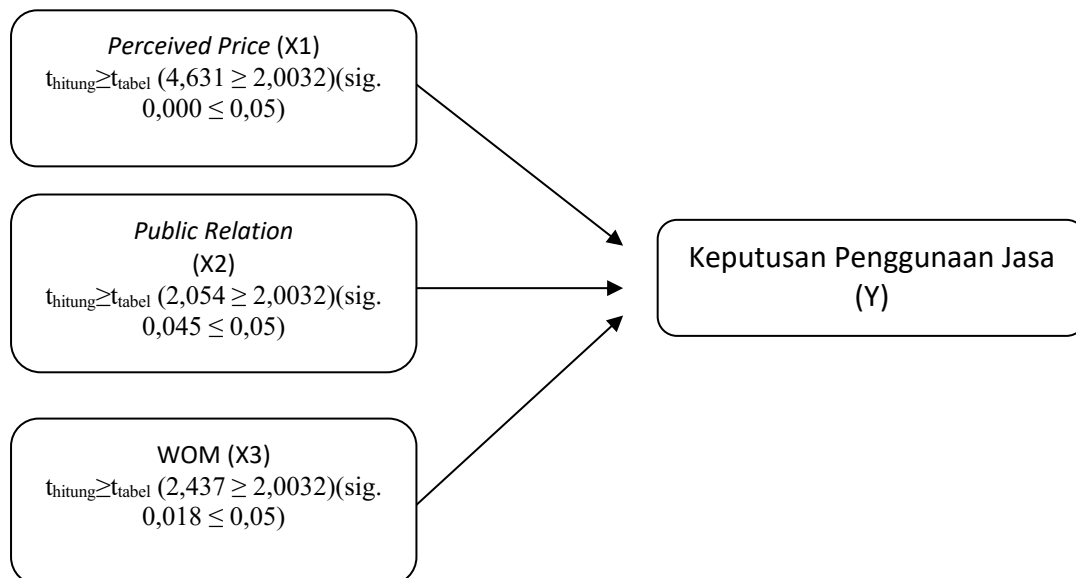 Perceived Price (X1)
thitung≥ttabel (4,631 ≥ 2,0032)(sig.
0,000 ≤ 0,05)
Public Relation
(X2)
thitung≥ttabel (2,054 ≥ 2,0032)(sig.
0,045 ≤ 0,05)
Keputusan Penggunaan Jasa
(Y)
WOM (X3)
thitung≥ttabel (2,437 ≥ 2,0032)(sig.
0,018 ≤ 0,05)